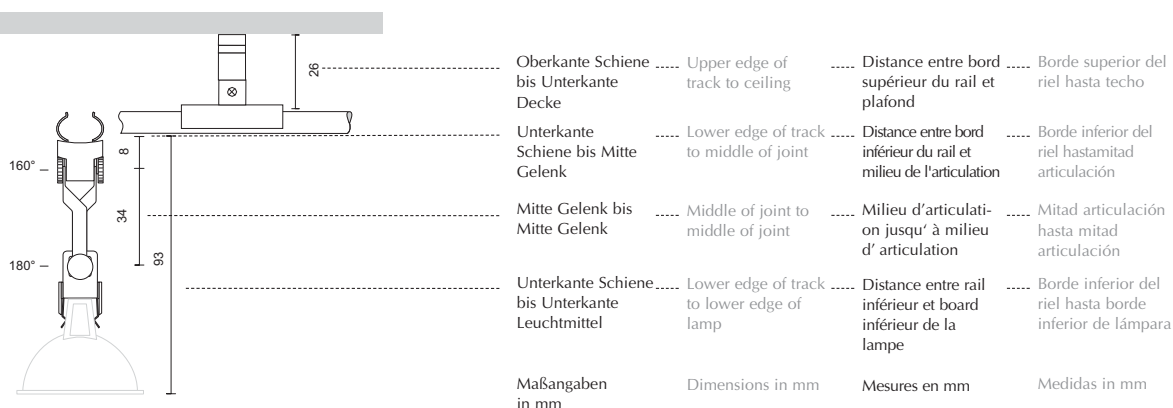 26
Oberkante Schiene
bis Unterkante
Decke
Upper edge of
track to ceiling
Distance entre bord
supérieur du rail et
plafond
Borde superior del
riel hasta techo
8
160°
Unterkante
Schiene bis Mitte
Gelenk
Lower edge of track
to middle of joint
Distance entre bord
inférieur du rail et
milieu de l'articulation
Borde inferior del
riel hastamitad
articulación
34
93
180°
Mitte Gelenk bis
Mitte Gelenk
Middle of joint to
middle of joint
Milieu d’articulati-
on jusqu‘ à milieu
d’ articulation
Mitad articulación
hasta mitad
articulación
Unterkante Schiene
bis Unterkante
Leuchtmittel
Lower edge of track
to lower edge of
lamp
Distance entre rail
inférieur et board
inférieur de la
lampe
Borde inferior del
riel hasta borde
inferior de lámpara
Maßangaben
in mm
Dimensions in mm
Mesures en mm
Medidas in mm